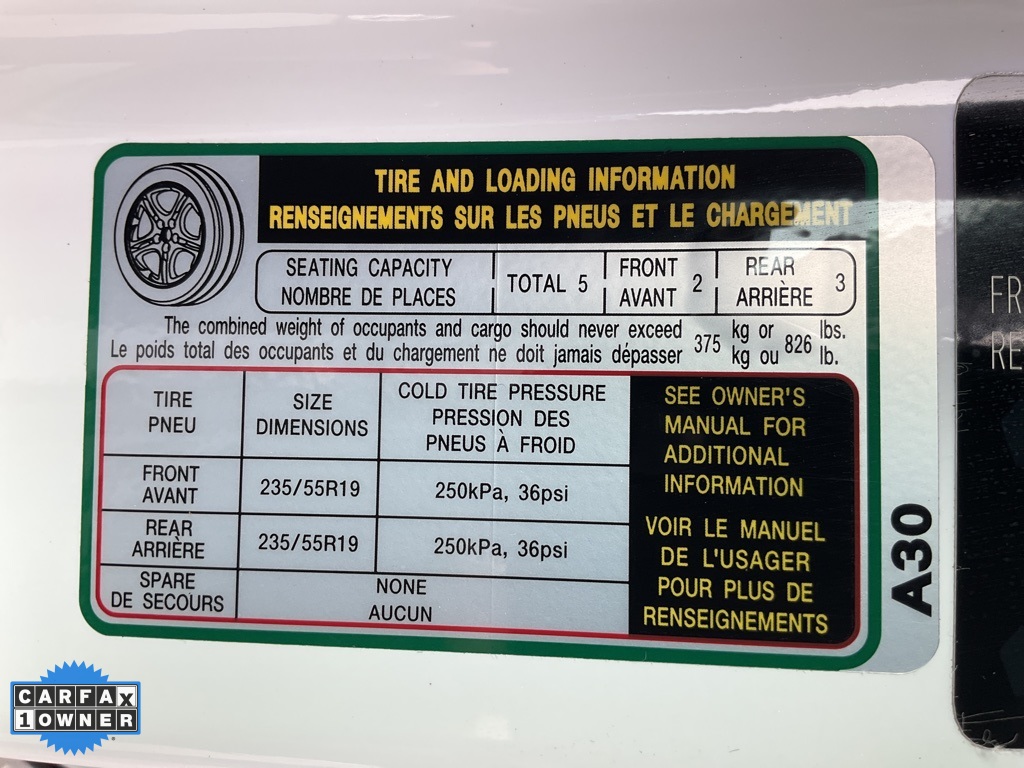 TIRE AND LOADING INFORMATION
RENSEIGNEMENTS SUR LES PNEUS ET LE CHARGEMENT
SEATING CAPACITY
NOMBRE DE PLACES
TOTAL 5
FRONT
AVANT
2
REAR
ARRIÈRE
3
The combined weight of occupants and cargo should never exceed 375 kg or 826 lbs.
Le poids total des occupants et du chargement ne doit jamais dépasser kg ou lb.
TIRE
PNEU
SIZE
DIMENSIONS
COLD TIRE PRESSURE
PRESSION DES
PNEUS À FROID
FRONT
AVANT
235/55R19
250kPa, 36psi
REAR
ARRIÈRE
235/55R19
250kPa, 36psi
SPARE
DE SECOURS
NONE
AUCUN
SEE OWNER'S
MANUAL FOR
ADDITIONAL
INFORMATION
VOIR LE MANUEL
DE L'USAGER
POUR PLUS DE
RENSEIGNEMENTS
A30
FR
RE
CARFAX
1 OWNER